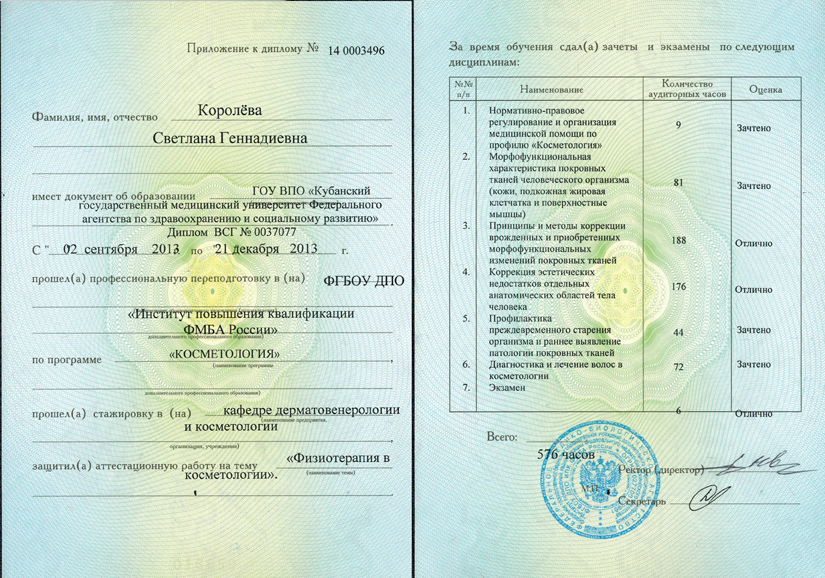 Приложение к диплому № 14 0003496
Фамилия, имя, отчество Королёва
Светлана Геннадиевна
имеет документ об образовании ГОУ ВПО «Кубанский
государственный медицинский университет Федерального
агентства по здравоохранению и социальному развитию»
Диплом ВСГ № 0037077
С " 02 сентября 2013 по "21 декабря 2013 г.
прошел(а) профессиональную переподготовку в (на) ФГБОУ ДПО
«Институт повышения квалификации
ФМБА России»
дополнительного профессионального образования)
по программе «КОСМЕТОЛОГИЯ»
(наименование программы
дополнительного профессионального образования)
прошел(а) стажировку в (на) кафедре дерматовенерологии
(наименование предприятия,
и косметологии
организации, учреждения)
защитил(а) аттестационную работу на тему «Физиотерапия в
(наименование темы)
косметологии».
За время обучения сдал(а) зачеты и экзамены по следующим
дисциплинам:
№№ п/п Наименование Количество аудиторных часов Оценка
1. Нормативно-правовое
регулирование и организация
медицинской помощи по
профилю «Косметология»
9 Зачтено
2. Морфофункциональная
характеристика покровных
тканей человеческого организма
(кожи, подкожная жировая
клетчатка и поверхностные
мышцы)
81 Зачтено
3. Принципы и методы коррекции
врожденных и приобретенных
морфофункциональных
изменений покровных тканей
188 Отлично
4. Коррекция эстетических
недостатков отдельных
анатомических областей тела
человека
176 Отлично
5. Профилактика
преждевременного старения
организма и раннее выявление
патологии покровных тканей
44 Зачтено
6. Диагностика и лечение волос в
косметологии
72 Зачтено
7. Экзамен
6 Отлично
Всего:
576 часов
Ректор (директор)
М.П.
Секретарь